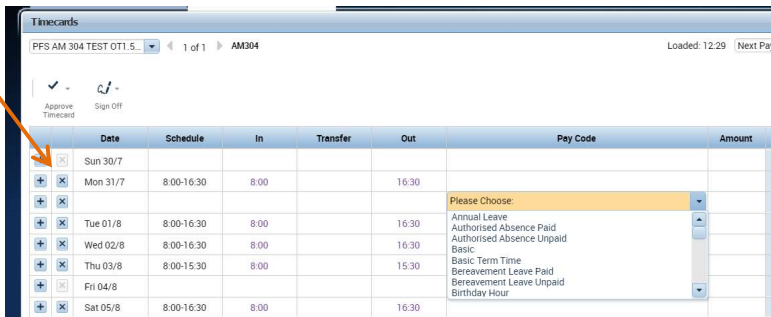 Timecards
PFS AM 304 TEST OT1.5... 1 of 1 AM304 Loaded: 12:29 Next Pay
Approve Timecard Sign Off
Date Schedule In Transfer Out Pay Code Amount
Sun 30/7
Mon 31/7 8:00-16:30 8:00 16:30
Please Choose:
Tue 01/8 8:00-16:30 8:00 16:30
Wed 02/8 8:00-16:30 8:00 16:30
Thu 03/8 8:00-15:30 8:00 15:30
Fri 04/8
Sat 05/8 8:00-16:30 8:00 16:30
Annual Leave
Authorised Absence Paid
Authorised Absence Unpaid
Basic
Basic Term Time
Bereavement Leave Paid
Bereavement Leave Unpaid
Birthday Hour